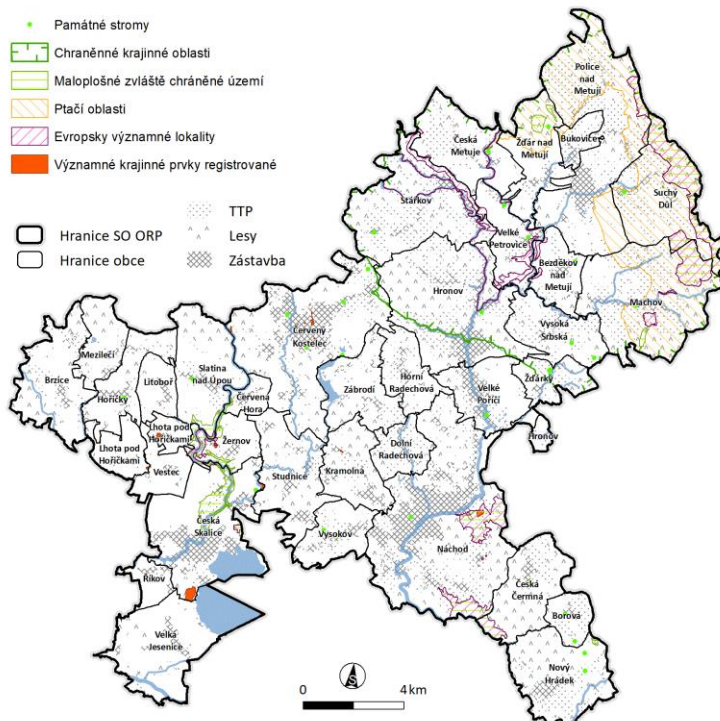 Památné stromy
Chraněnné krajinné oblasti
Maloplošné zvláště chráněné území
Ptačí oblasti
Evropsky významné lokality
Významné krajinné prvky registrované
Hranice SO ORP
Hranice obce
TTP
Lesy
Zástavba
Police
nad
Metují
Bukovice
Žďár nad
Metují
Česká
Metuje
Suchý
Důl
Stárkov
Velké
Petrovice
Bezděkov
nad
Metují
Machov
Hronov
Vysoká
Srbská
Červený
Kostelec
Žďárky
Velké
Poříčí
Hronov
Horní
Radechová
Zábrodí
Slatina
nad Úpou
Mezilečí
Brzice
Litoboř
Hořičky
Červená
Hora
Lhota pod
Hořičkami
Žernov
Lhota pod
Hořičkami
Vestec
Dolní
Radechová
Studnice
Kramolna
Vysokov
Česká
Skalice
Náchod
Říkov
Velká
Jesenice
Česká
Čermná
Borová
Nový
Hrádek
S
0
4 km